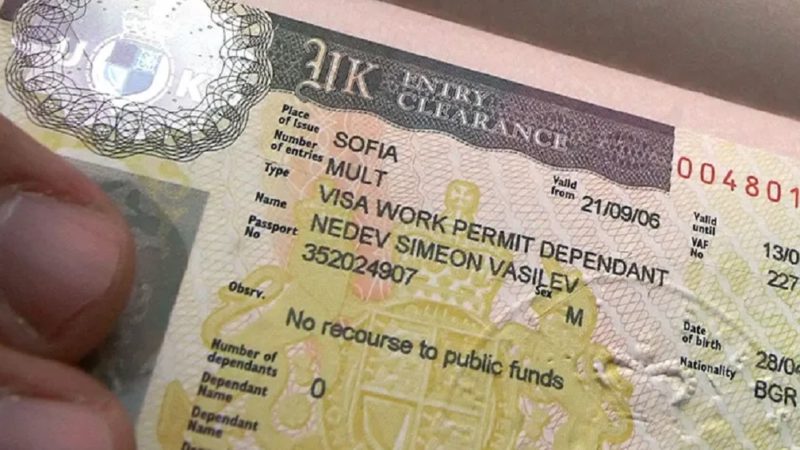 U K
UK ENTRY CLEARANCE
004801
Place of Issue SOFIA
Number of entries MULT
Valid from 21/09/06
Valid until 13/0
Type VISA WORK PERMIT DEPENDANT
VAF No 227
Name NEDEV SIMEON VASILEV
Passport No 352024907
Sex M
Date of birth 28/04
Obsrv. No recourse to public funds
Nationality BGR
Number of dependants 0
Dependant Name
Dependant Name